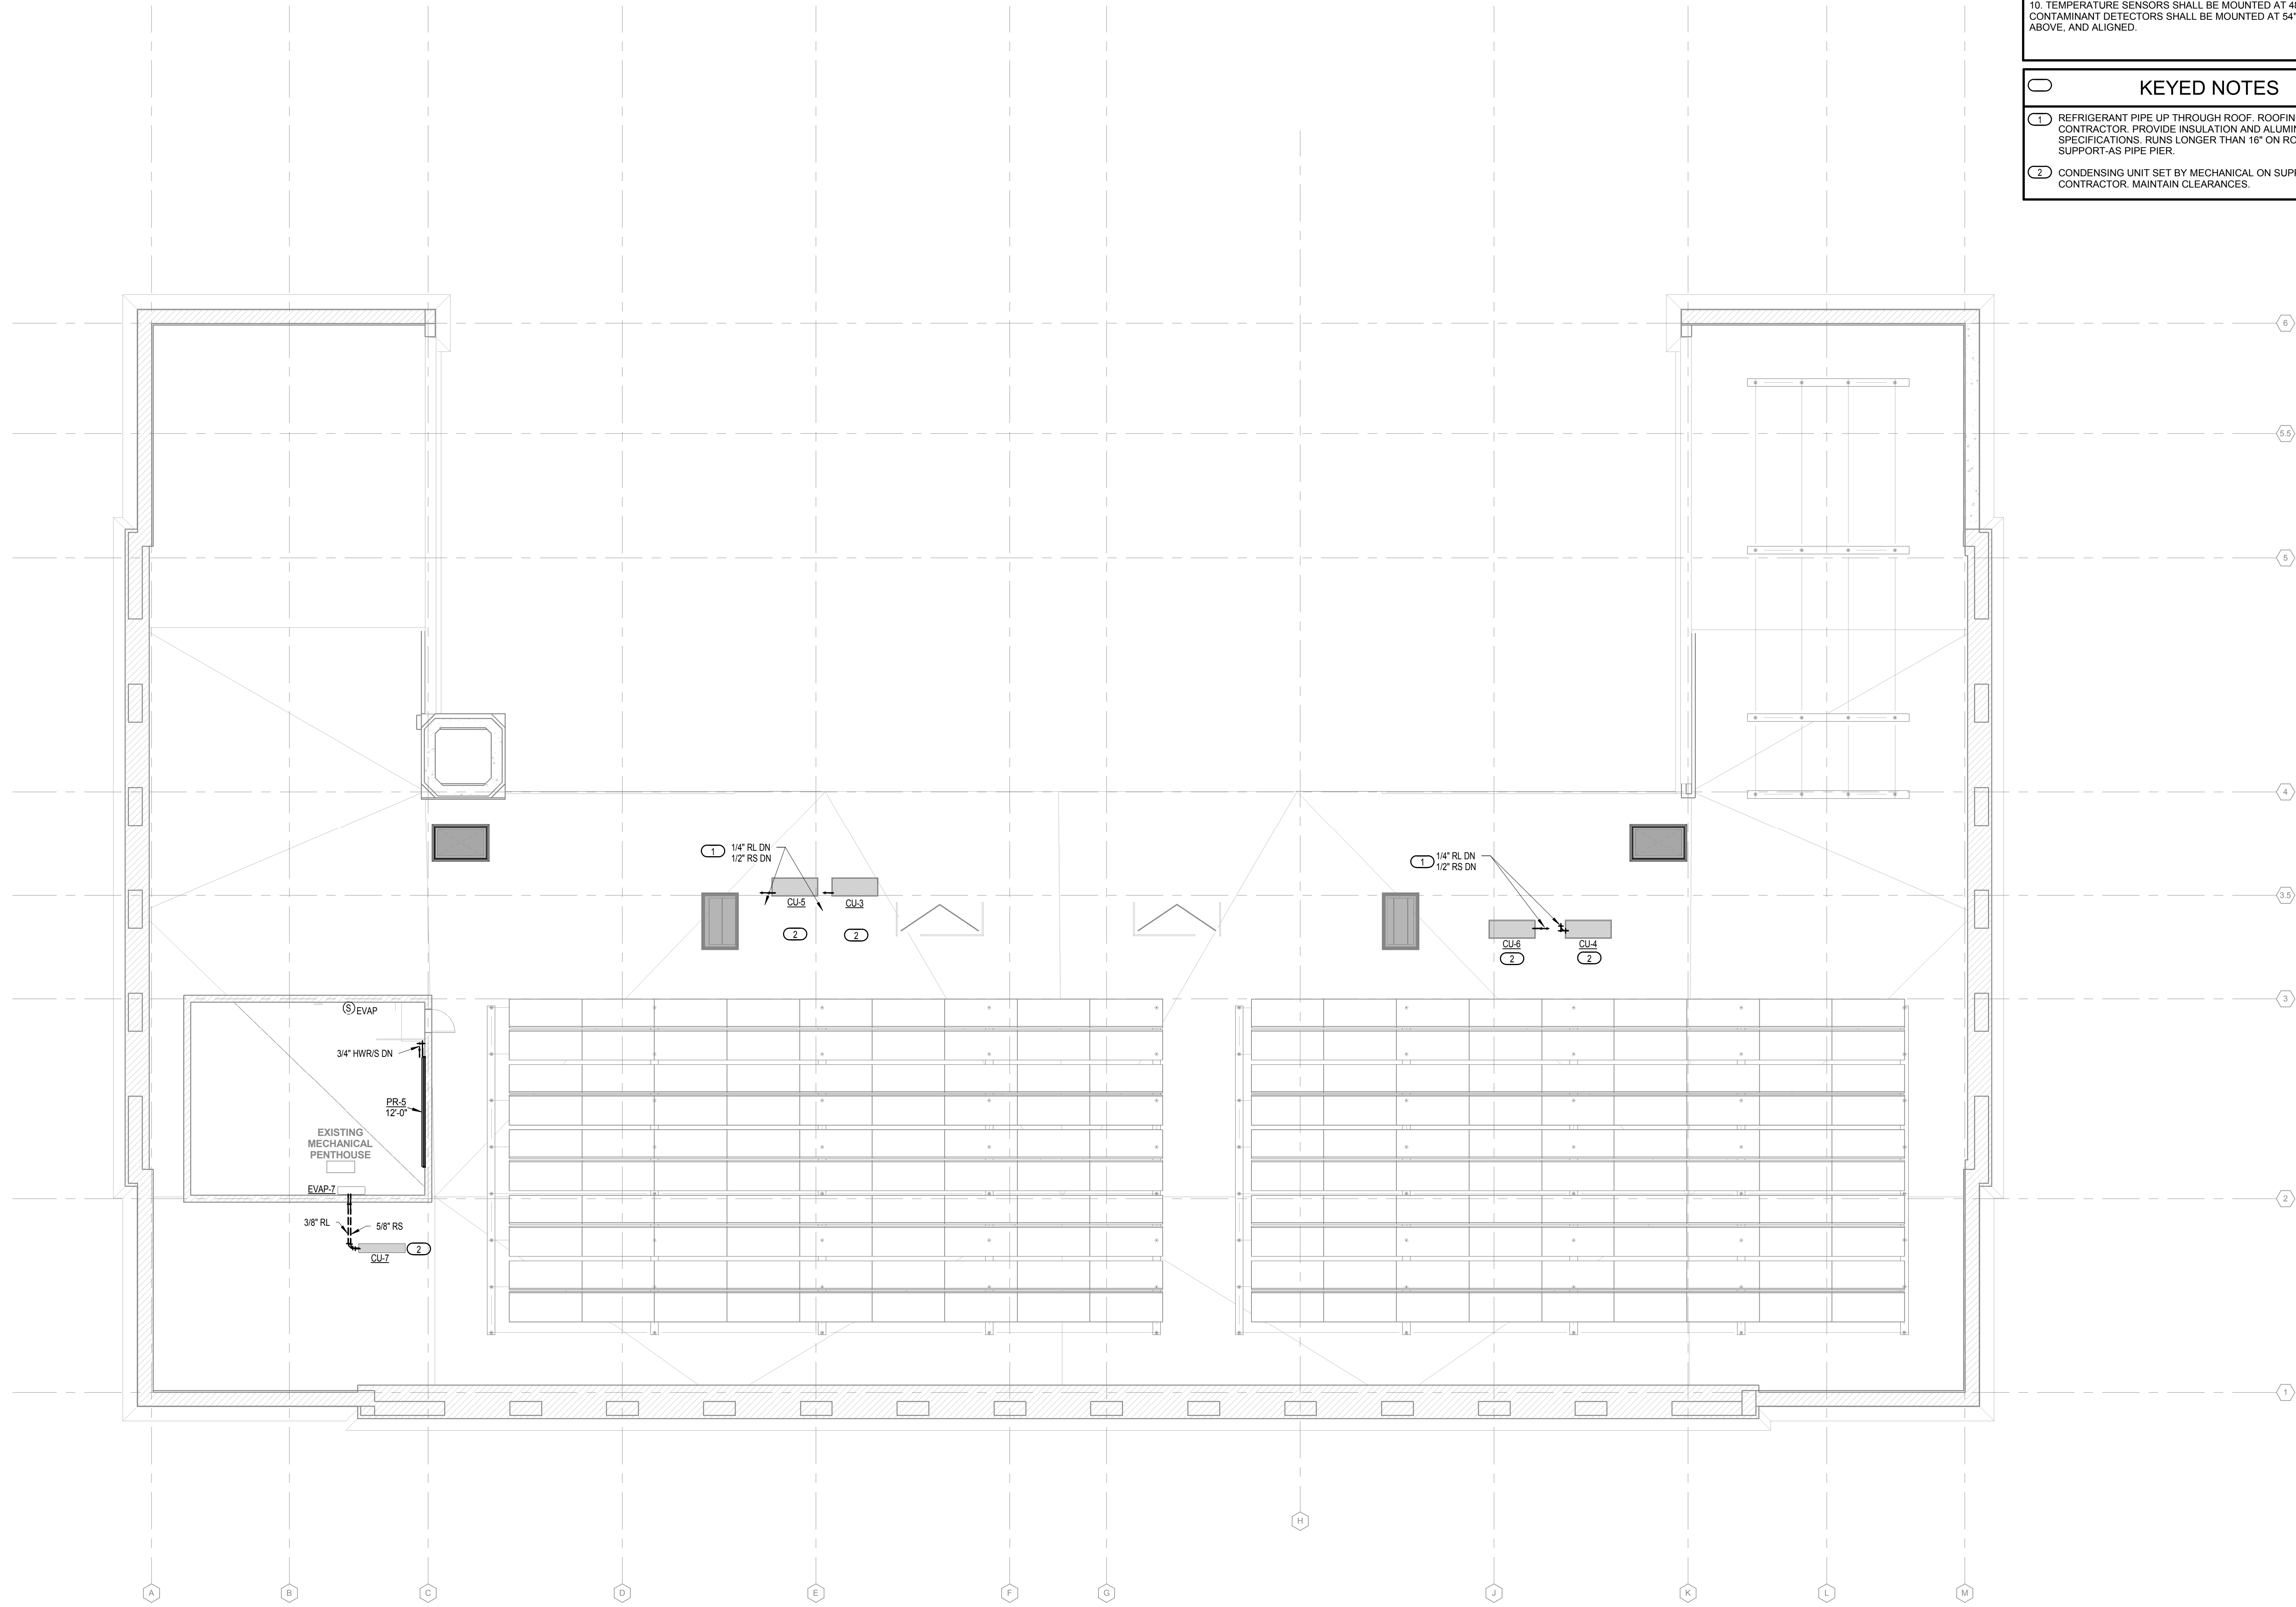 10. TEMPERATURE SENSORS SHALL BE MOUNTED AT
CONTAMINANT DETECTORS SHALL BE MOUNTED AT 54"
ABOVE, AND ALIGNED.
KEYED NOTES
1 REFRIGERANT PIPE UP THROUGH ROOF.
CONTRACTOR. PROVIDE INSULATION AND
SPECIFICATIONS. RUNS LONGER THAN 16" ON
SUPPORT-AS PIPE PIER.
2 CONDENSING UNIT SET BY MECHANICAL ON
CONTRACTOR. MAINTAIN CLEARANCES.
6
5.5
5
4
1 1/4" RL DN
1/2" RS DN
1 1/4" RL DN
1/2" RS DN
3.5
CU-5
CU-3
2
2
CU-6
CU-4
2
2
3
S EVAP
3/4" HWR/S DN
PR-5
12'-0"
EXISTING
MECHANICAL
PENTHOUSE
EVAP-7
2
3/8" RL
5/8" RS
2
CU-7
1
H
A
B
C
D
E
F
G
J
K
L
M